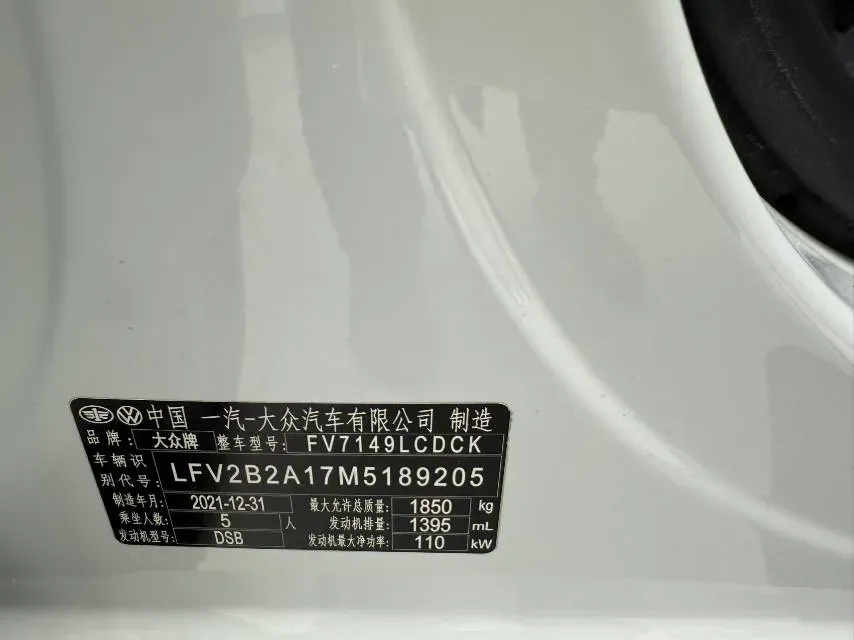 中国 一汽-大众汽车有限公司 制造
品牌: 大众牌 整车型号: FV7149LCDCK
车辆识别代号: LFV2B2A17M5189205
制造年月: 2021-12-31 最大允许总质量: 1850 kg
乘坐人数: 5 人 发动机排量: 1395 mL
发动机型号: DSB 发动机最大净功率: 110 kW